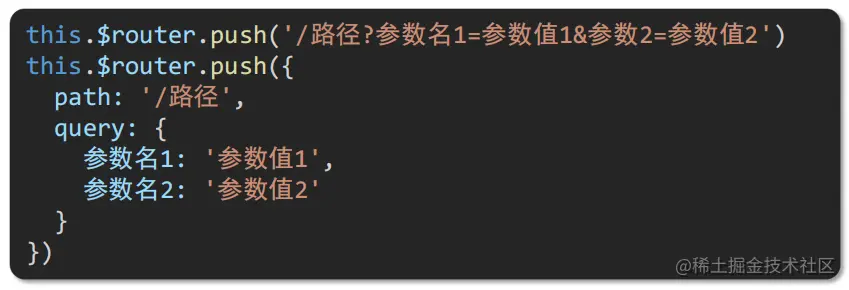 this.$router.push('/路径?参数名1=参数值1&参数2=参数值2')
this.$router.push({
  path: '/路径',
  query: {
    参数名1: '参数值1',
    参数名2: '参数值2'
  }
})
@稀土掘金技术社区